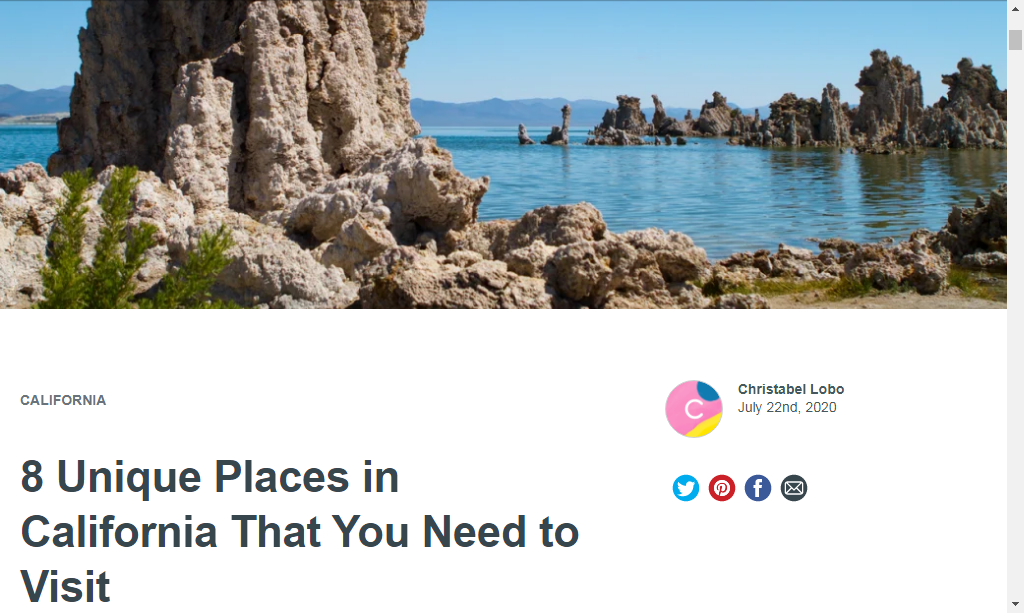 CALIFORNIA
8 Unique Places in
California That You Need to
Visit
C
Christabel Lobo
July 22nd, 2020